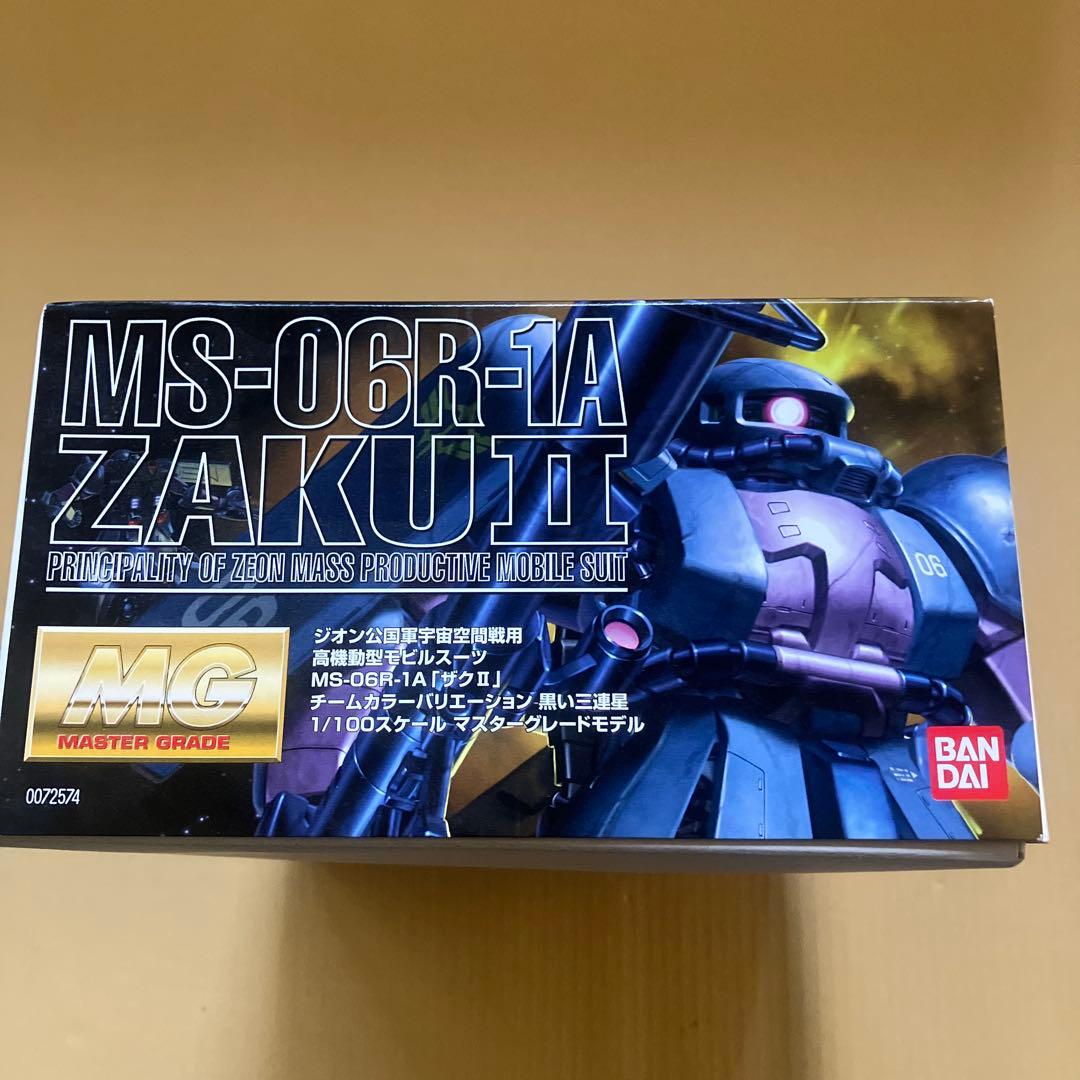 MS-06R-1A
ZAKU II
PRINCIPALITY OF ZEON MASS PRODUCTIVE MOBILE SUIT
MG
MASTER GRADE
ジオン公国軍宇宙空間戦用
高機動型モビルスーツ
MS-06R-1A「ザクⅡ」
チームカラーバリエーション 黒い三連星
1/100スケール マスターグレードモデル
0072574
06
BAN
DAI